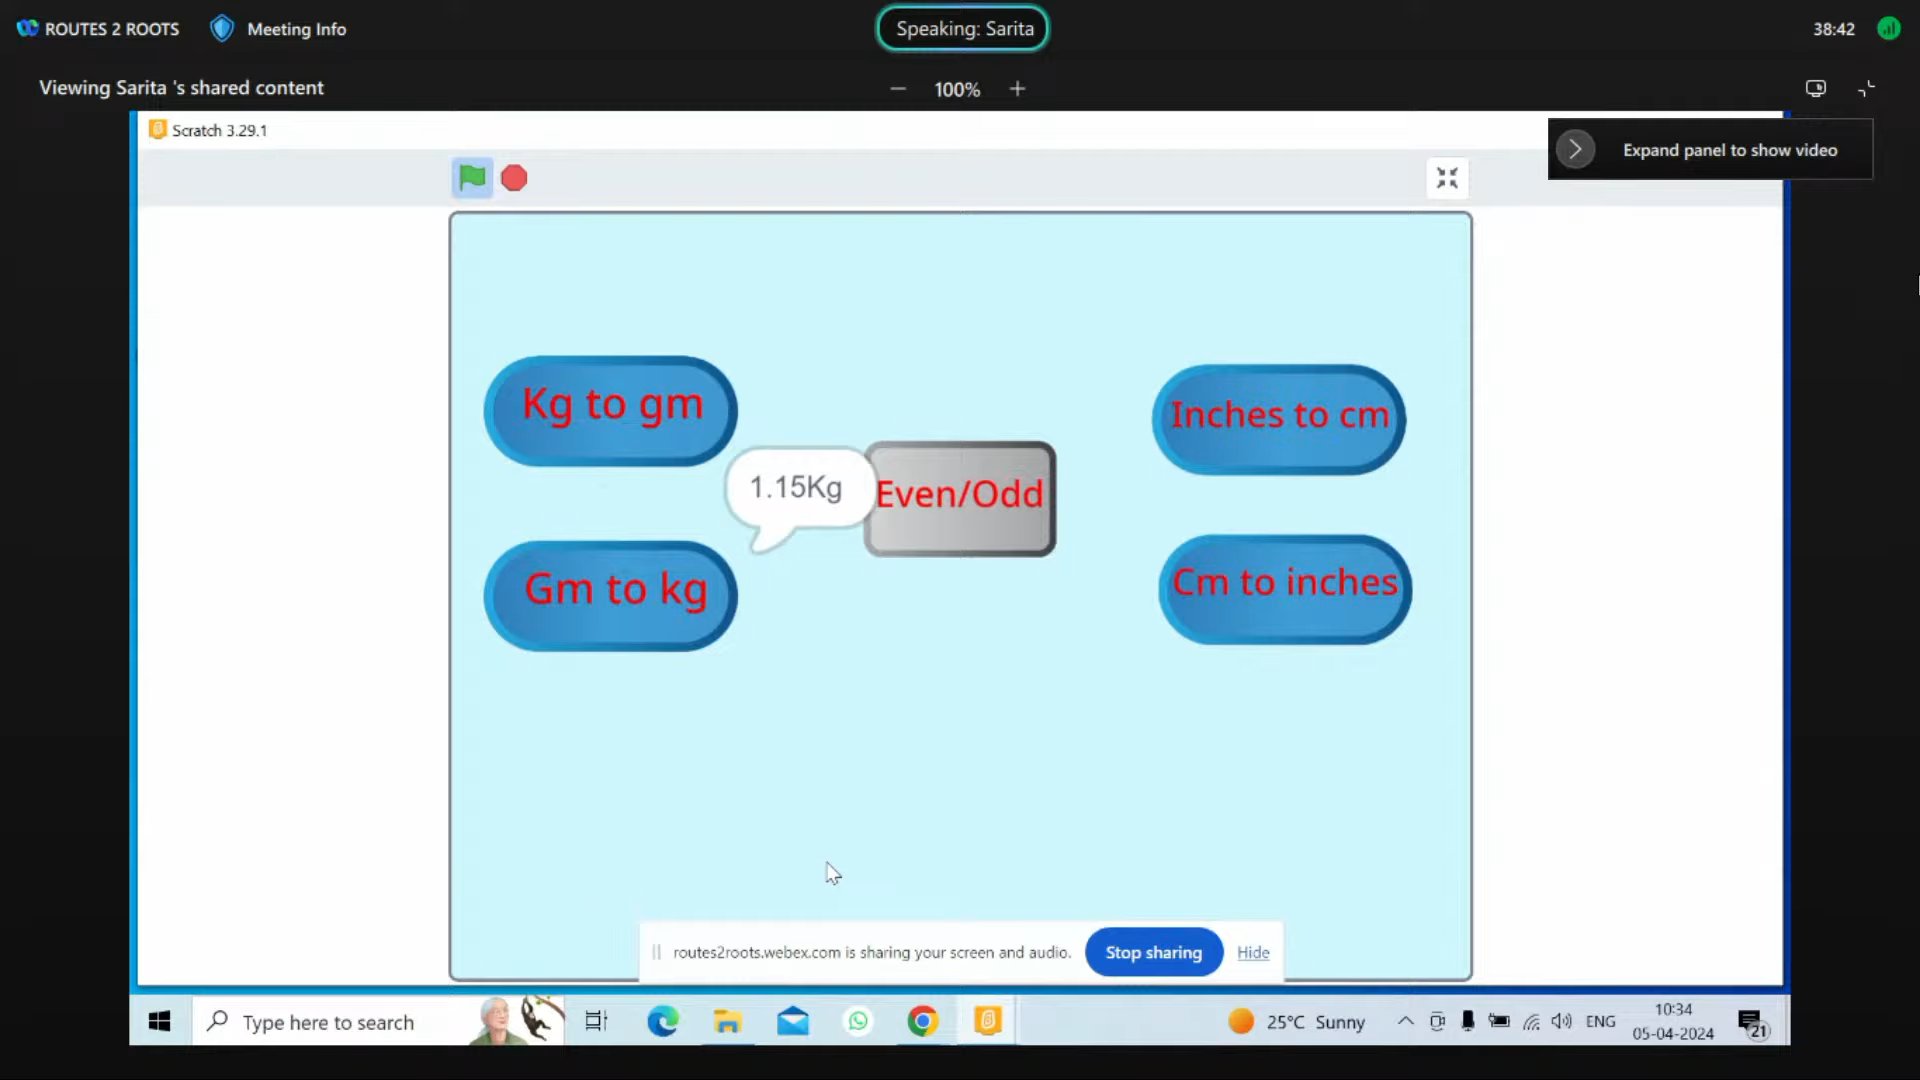 ROUTES 2 ROOTS
Meeting Info
Speaking: Sarita
38:42
Viewing Sarita 's shared content
100%
Scratch 3.29.1
Expand panel to show video
Kg to gm
Inches to cm
1.15Kg
Even/Odd
Gm to kg
Cm to inches
routes2roots.webex.com is sharing your screen and audio.
Stop sharing
Hide
Type here to search
25°C Sunny
ENG
10:34
05-04-2024
21